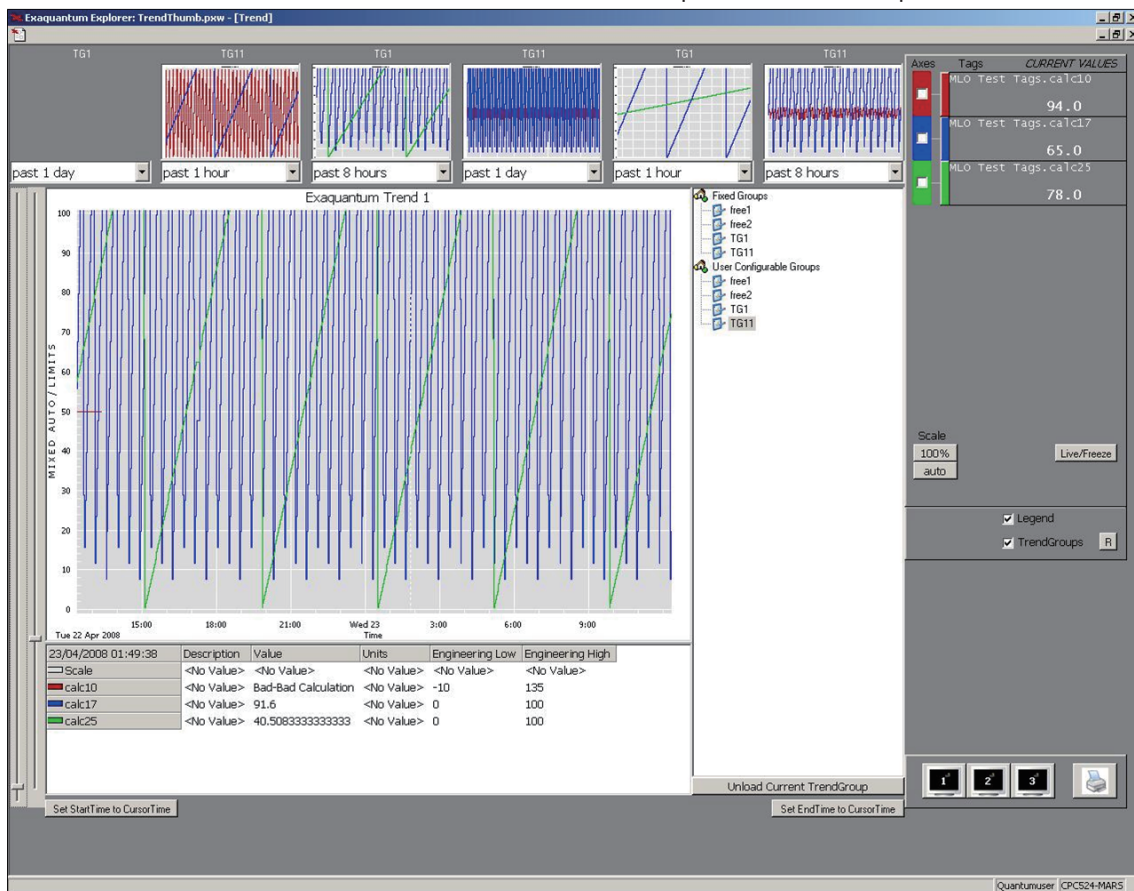 Exaquantum Explorer: TrendThumb.pxw - [Trend]
TG1 TG11 TG1 TG11 TG1 TG11
past 1 day past 1 hour past 8 hours past 1 day past 1 hour past 8 hours
Axes Tags CURRENT VALUES
MLO Test Tags.calc10
94.0
MLO Test Tags.calc17
65.0
MLO Test Tags.calc25
78.0
Exaquantum Trend 1
MIXED AUTO/LIMITS
100
90
80
70
60
50
40
30
20
10
0
15:00 18:00 21:00 Wed 23 3:00 6:00 9:00
Tue 22 Apr 2008 Time
Fixed Groups
free1
free2
TG1
TG11
User Configurable Groups
free1
free2
TG1
TG11
Scale
100% Live/Freeze
auto
Legend
TrendGroups R
23/04/2008 01:49:38 Description Value Units Engineering Low Engineering High
Scale <No Value> <No Value> <No Value> <No Value> <No Value>
calc10 <No Value> Bad-Bad Calculation <No Value> -10 135
calc17 <No Value> 91.6 <No Value> 0 100
calc25 <No Value> 40.5083333333333 <No Value> 0 100
Unload Current TrendGroup
1 2 3
Set StartTime to CursorTime Set EndTime to CursorTime
Quantumuser CPC524-MARS